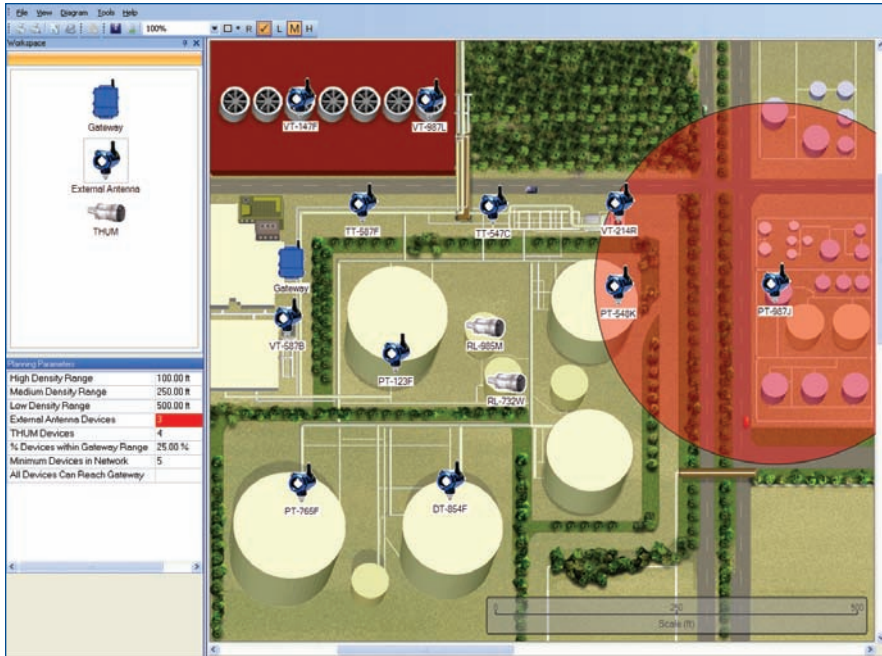 File View Diagram Tools Help
100% R L M H
Workspace
Gateway
External Antenna
THUM
Planning Parameters
High Density Range 100.00 ft
Medium Density Range 250.00 ft
Low Density Range 500.00 ft
External Antenna Devices 3
THUM Devices 4
% Devices within Gateway Range 25.00 %
Minimum Devices in Network 5
All Devices Can Reach Gateway
VT-147F
VT-987L
TT-587F
TT-547C
VT-214R
Gateway
PT-548K
PT-987J
VT-587B
RL-985M
PT-123F
RL-732W
PT-765F
DT-854F
0 250 500
Scale (ft)